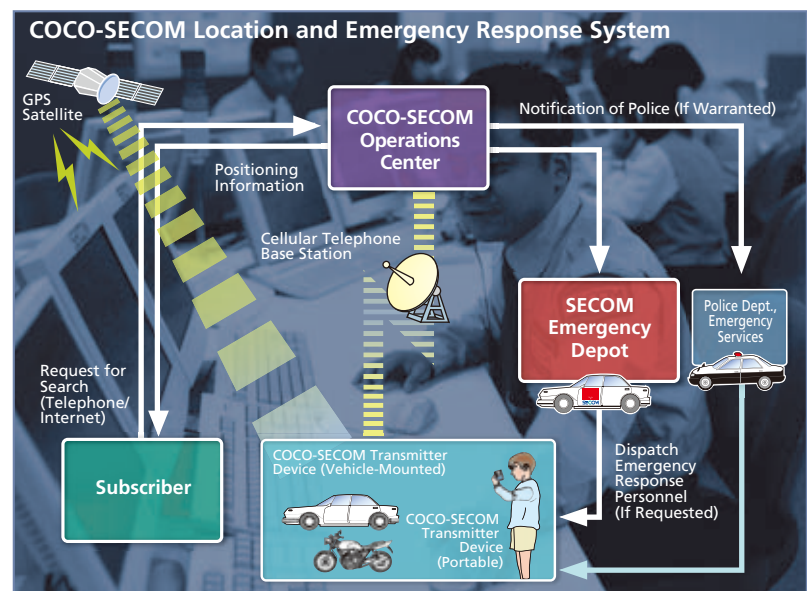 COCO-SECOM Location and Emergency Response System
GPS
Satellite
COCO-SECOM
Operations
Center
Notification of Police (If Warranted)
Positioning
Information
Cellular Telephone
Base Station
SECOM
Emergency
Depot
Police Dept.,
Emergency
Services
SECOM
Request for
Search
(Telephone/
Internet)
Subscriber
COCO-SECOM Transmitter
Device (Vehicle-Mounted)
COCO-SECOM
Transmitter
Device
(Portable)
Dispatch
Emergency
Response
Personnel
(If Requested)